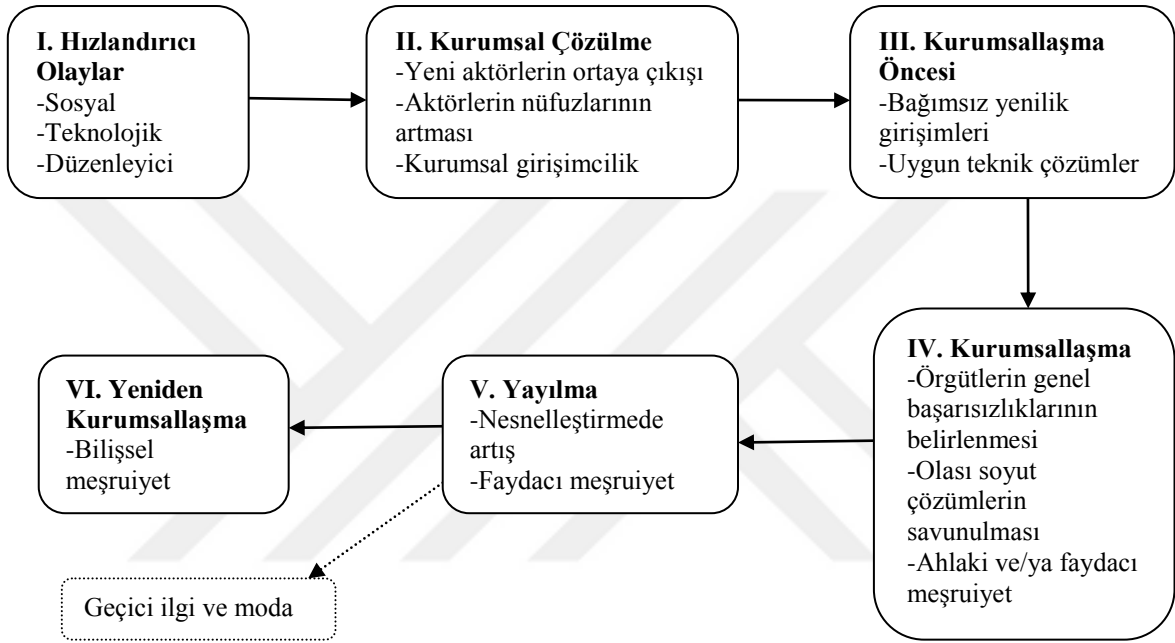 I. Hızlandırıcı
Olaylar
-Sosyal
-Teknolojik
-Düzenleyici
II. Kurumsal Çözülme
-Yeni aktörlerin ortaya çıkışı
-Aktörlerin nüfuzlarının
artması
-Kurumsal girişimcilik
III. Kurumsallaşma
Öncesi
-Bağımsız yenilik
girişimleri
-Uygun teknik çözümler
IV. Kurumsallaşma
-Örgütlerin genel
başarısızlıklarının
belirlenmesi
-Olası soyut
çözümlerin
savunulması
-Ahlaki ve/ya faydacı
meşruiyet
V. Yayılma
-Nesnelleştirmede
artış
-Faydacı meşruiyet
VI. Yeniden
Kurumsallaşma
-Bilişsel
meşruiyet
Geçici ilgi ve moda